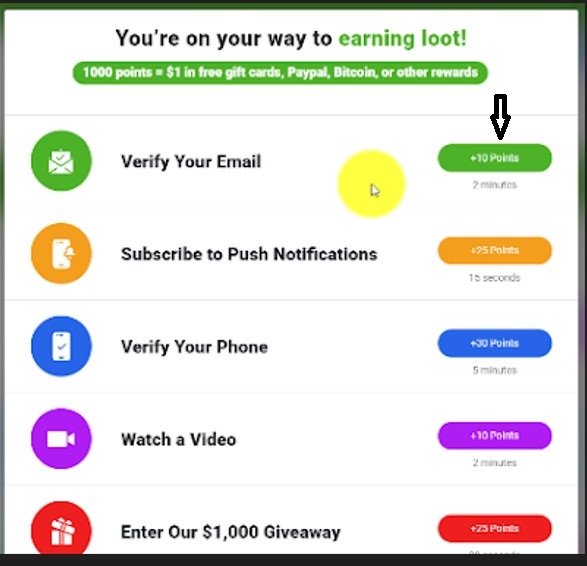 You're on your way to earning loot!
1000 points = $1 in free gift cards, Paypal, Bitcoin, or other rewards
Verify Your Email
+10 Points
2 minutes
Subscribe to Push Notifications
+25 Points
15 seconds
Verify Your Phone
+30 Points
5 minutes
Watch a Video
+10 Points
2 minutes
Enter Our $1,000 Giveaway
+25 Points
seconds